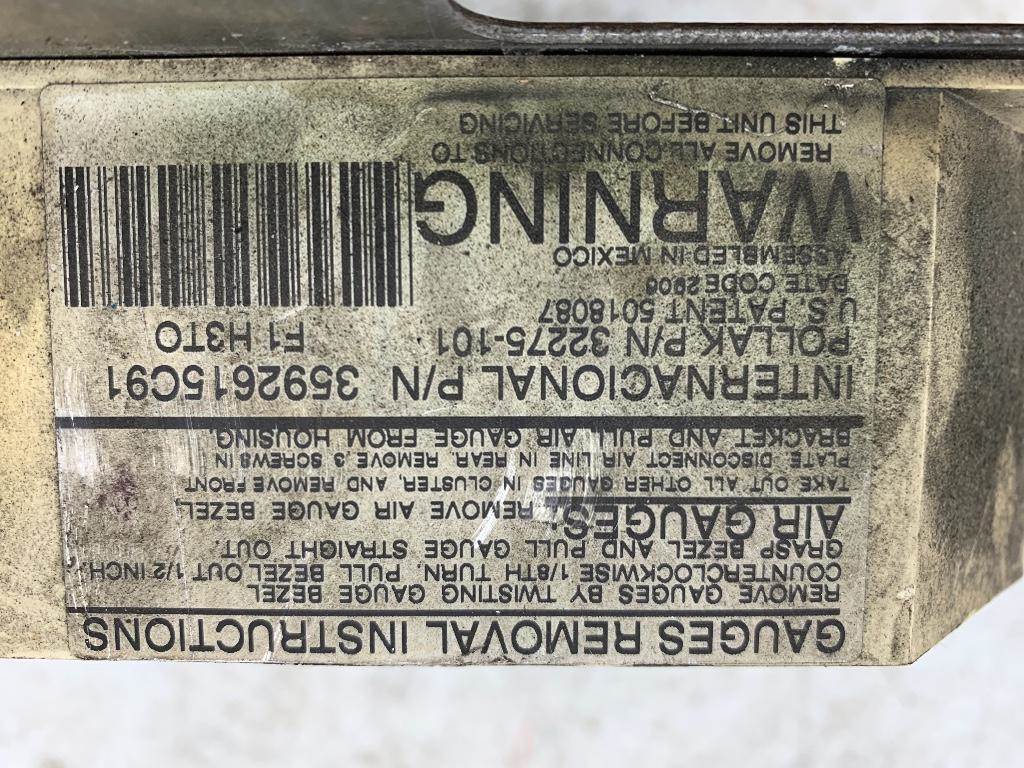 GAUGES REMOVAL INSTRUCTIONS
REMOVE GAUGES BY TWISTING GAUGE BEZEL
COUNTERCLOCKWISE 1/8TH TURN. PULL BEZEL OUT 1/2 INCH.
GRASP BEZEL AND PULL GAUGE STRAIGHT OUT.
AIR GAUGES: REMOVE AIR GAUGE BEZEL
TAKE OUT ALL OTHER GAUGES IN CLUSTER, AND REMOVE FRONT
PLATE. DISCONNECT AIR LINE IN REAR. REMOVE 3 SCREWS IN
BRACKET AND PULL AIR GAUGE FROM HOUSING.
INTERNACIONAL P/N 3592615C91
POLLAK P/N 32275-101 F1 H3TO
U.S. PATENT 5018087
DATE CODE 2906
ASSEMBLED IN MEXICO
WARNING
REMOVE ALL CONNECTIONS TO
THIS UNIT BEFORE SERVICING